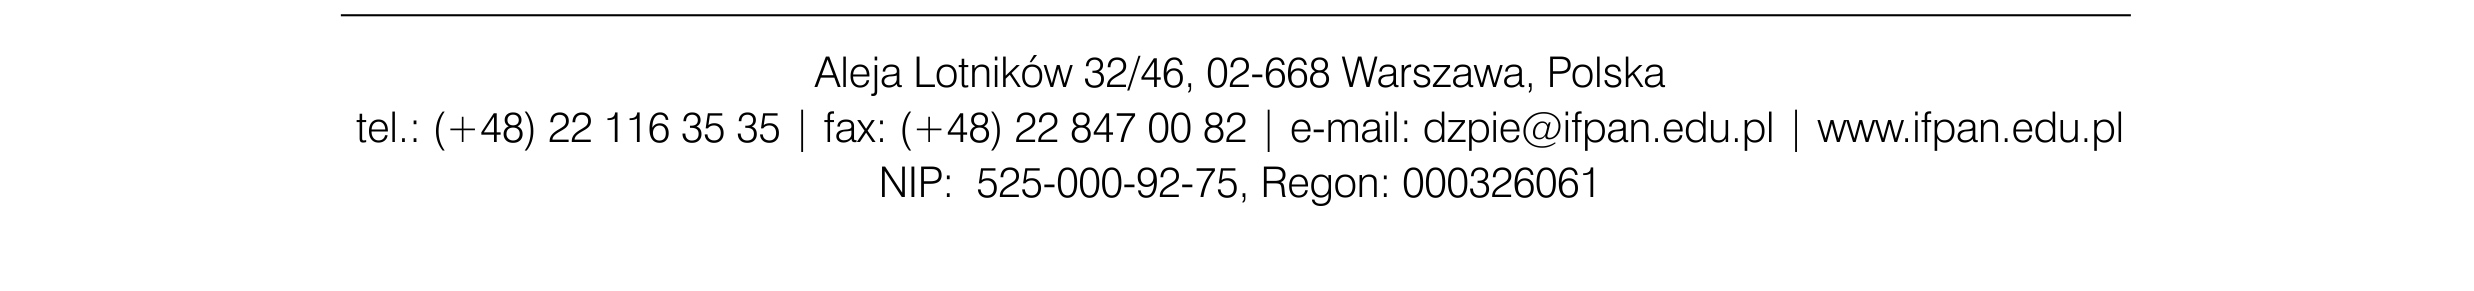 Aleja Lotników 32/46, 02-668 Warszawa, Polska
tel.: (+48) 22 116 35 35 | fax: (+48) 22 847 00 82 | e-mail: dzpie@ifpan.edu.pl | www.ifpan.edu.pl
NIP:  525-000-92-75, Regon: 000326061